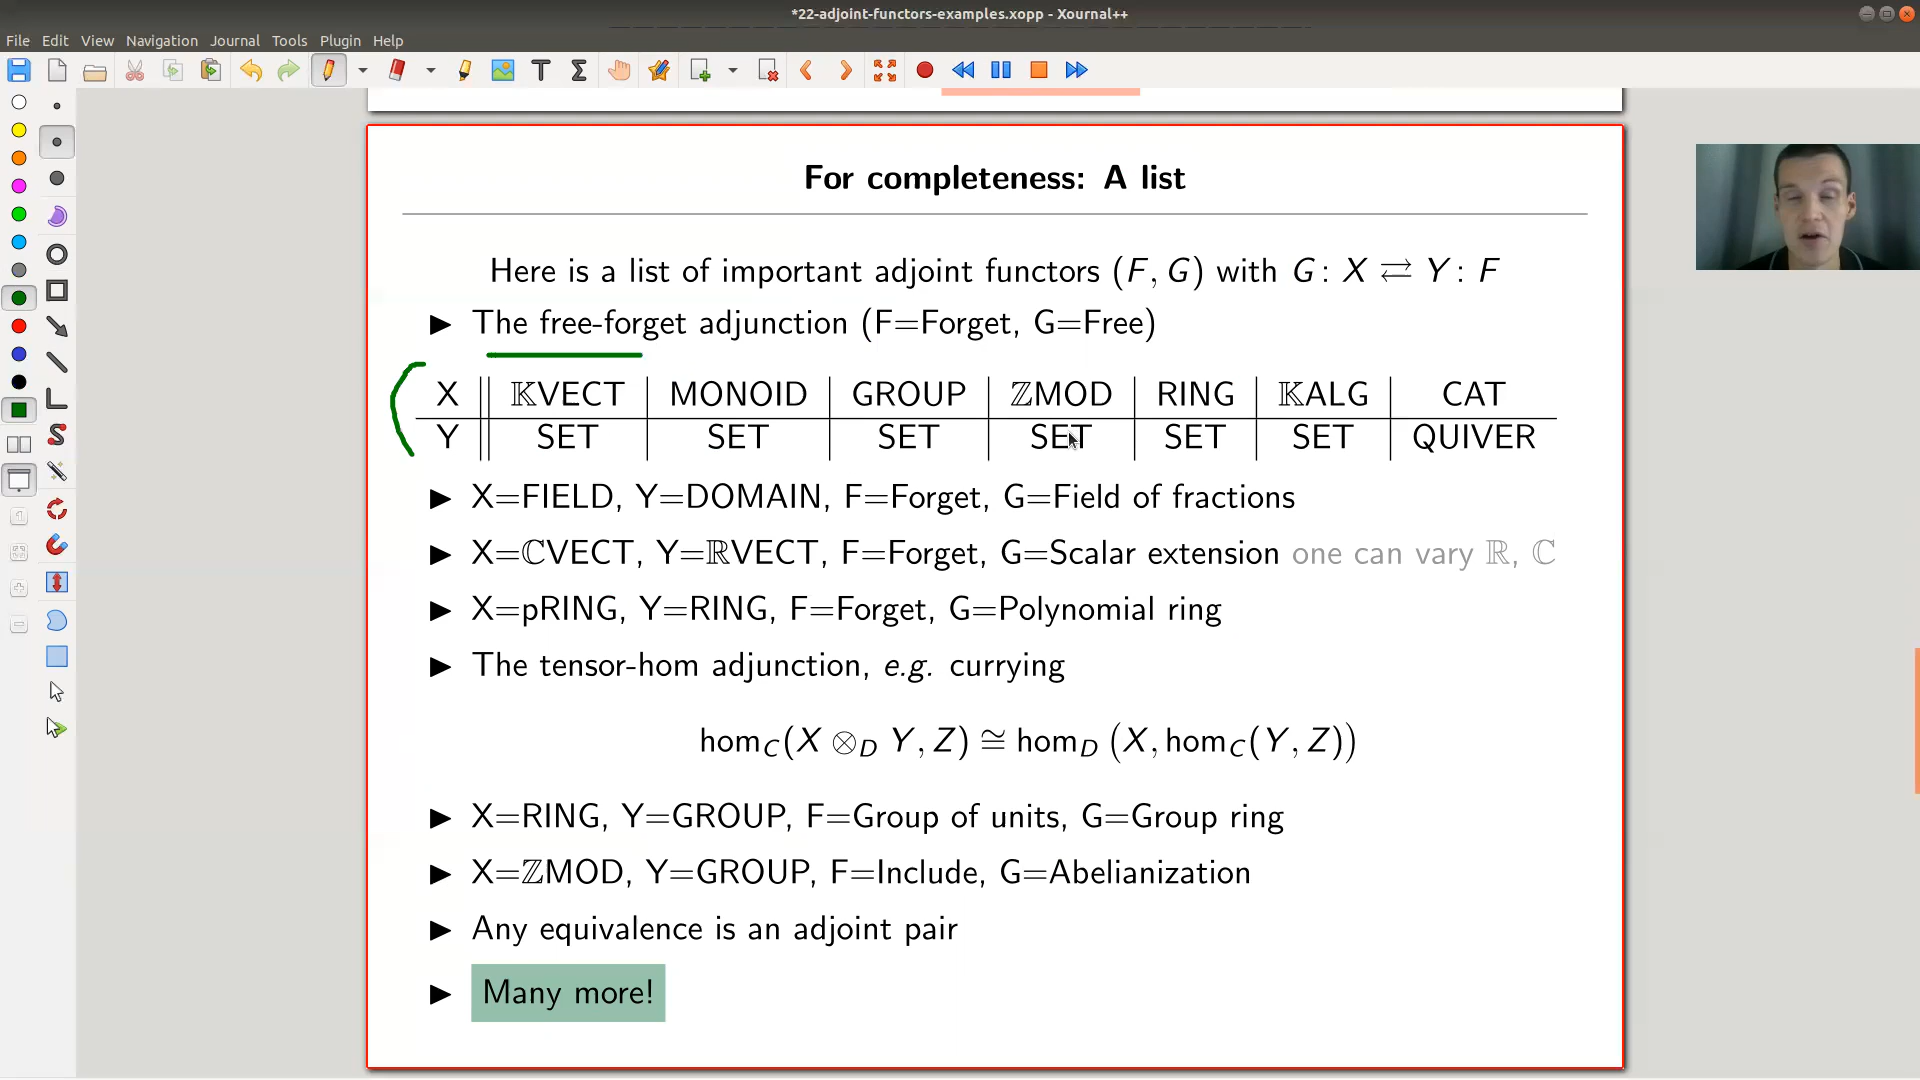 *22-adjoint-functors-examples.xopp - Xournal++
File Edit View Navigation Journal Tools Plugin Help
For completeness: A list
Here is a list of important adjoint functors (F, G) with G: X ⇄ Y: F
▶ The free-forget adjunction (F=Forget, G=Free)
X 𝕂VECT MONOID GROUP ℤMOD RING 𝕂ALG CAT
Y SET SET SET SET SET SET QUIVER
▶ X=FIELD, Y=DOMAIN, F=Forget, G=Field of fractions
▶ X=ℂVECT, Y=ℝVECT, F=Forget, G=Scalar extension one can vary ℝ, ℂ
▶ X=pRING, Y=RING, F=Forget, G=Polynomial ring
▶ The tensor-hom adjunction, e.g. currying
hom_C(X ⊗_D Y, Z) ≅ hom_D (X, hom_C(Y, Z))
▶ X=RING, Y=GROUP, F=Group of units, G=Group ring
▶ X=ℤMOD, Y=GROUP, F=Include, G=Abelianization
▶ Any equivalence is an adjoint pair
▶ Many more!